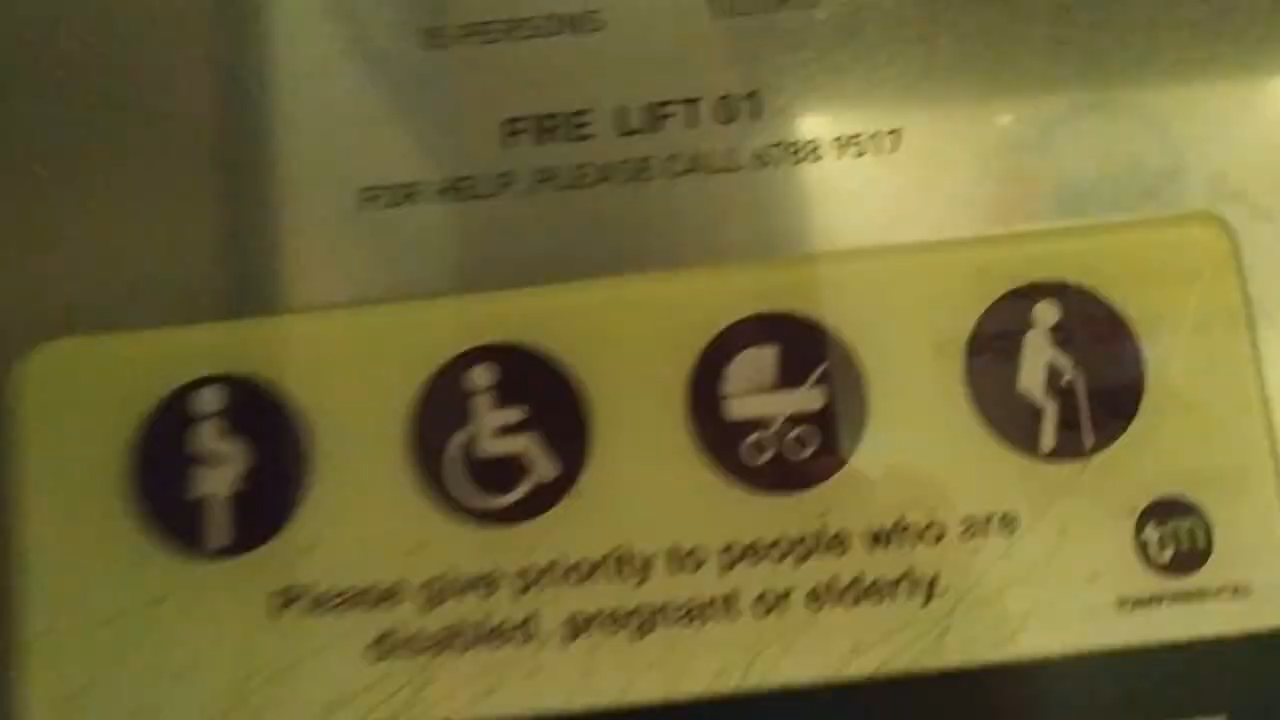 PERSONS
FIRE LIFT 01
FOR HELP, PLEASE CALL 6788 1517
Please give priority to people who are
disabled, pregnant or elderly.
tm